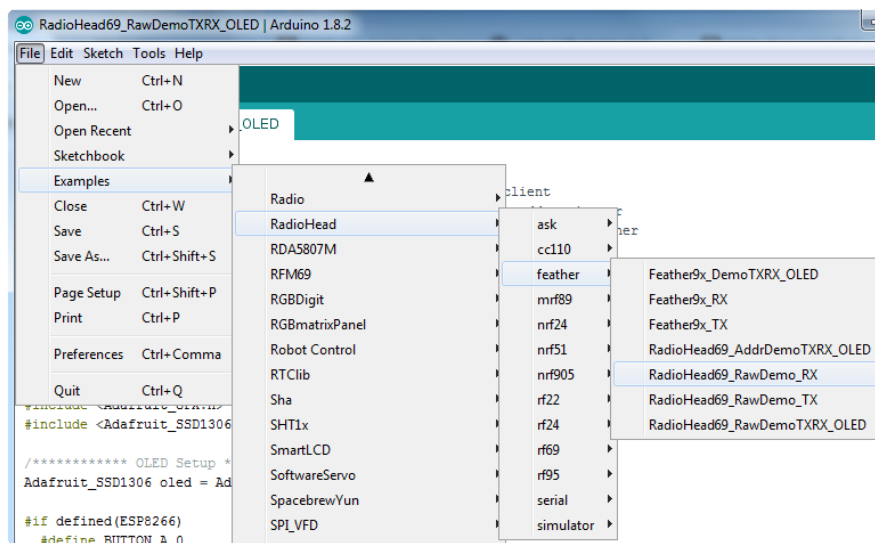 RadioHead69_RawDemoTXRX_OLED | Arduino 1.8.2
File Edit Sketch Tools Help
New Ctrl+N
Open... Ctrl+O
Open Recent
Sketchbook
Examples
Close Ctrl+W
Save Ctrl+S
Save As... Ctrl+Shift+S
Page Setup Ctrl+Shift+P
Print Ctrl+P
Preferences Ctrl+Comma
Quit Ctrl+Q
_OLED
client
Radio
RadioHead
RDA5807M
RFM69
RGBDigit
RGBmatrixPanel
Robot Control
RTClib
Sha
SHT1x
SmartLCD
SoftwareServo
SpacebrewYun
SPI_VFD
ask
cc110
feather
mrf89
nrf24
nrf51
nrf905
rf22
rf24
rf69
rf95
serial
simulator
Feather9x_DemoTXRX_OLED
Feather9x_RX
Feather9x_TX
RadioHead69_AddrDemoTXRX_OLED
RadioHead69_RawDemo_RX
RadioHead69_RawDemo_TX
RadioHead69_RawDemoTXRX_OLED
#include <Adafruit_GFX.h>
#include <Adafruit_SSD1306
/************ OLED Setup *
Adafruit_SSD1306 oled = Ad
#if defined(ESP8266)
#define BUTTON_A 0